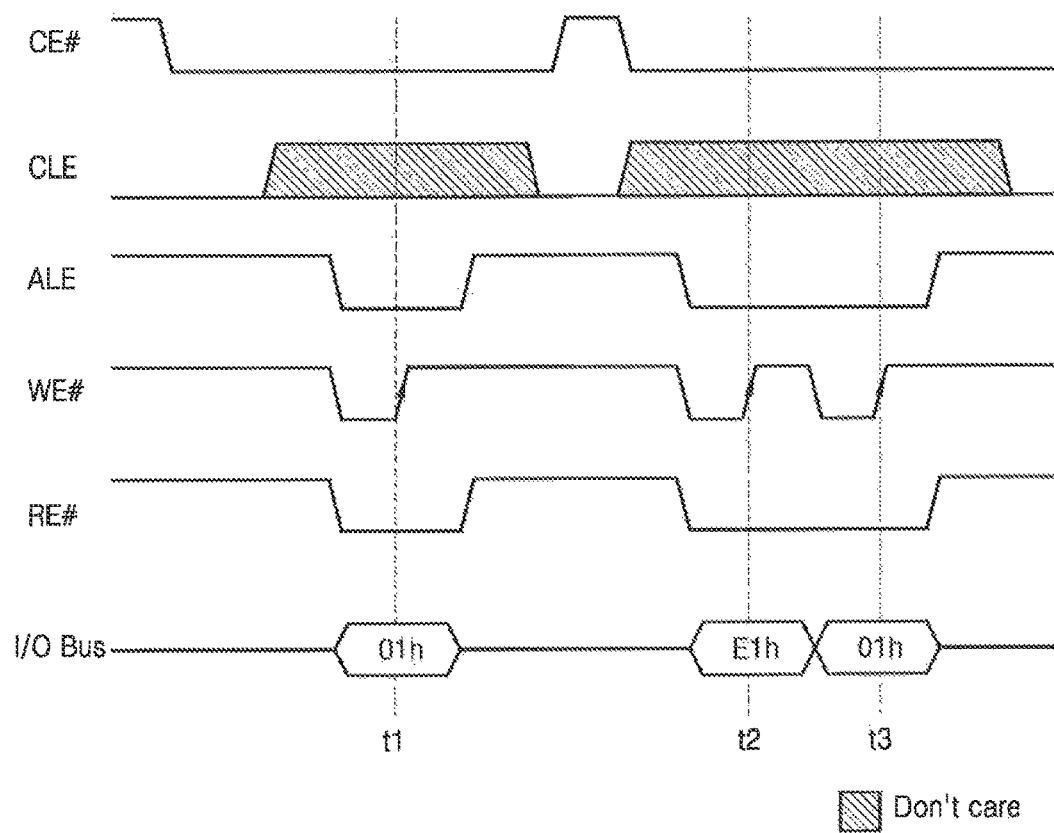 CE#
CLE
ALE
WE#
RE#
I/O Bus
01h
E1h
01h
t1
t2
t3
Don't care